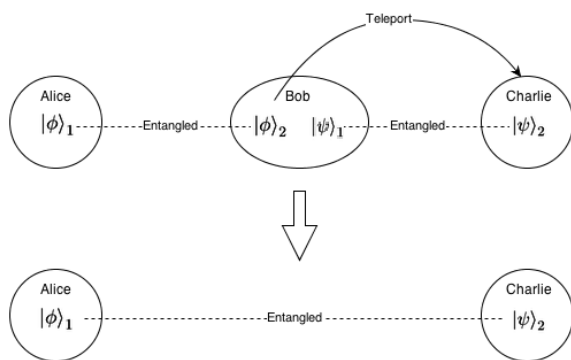 Teleport
Alice
Bob
Charlie
|ϕ⟩₁ Entangled |ϕ⟩₂ |ψ⟩₁ Entangled |ψ⟩₂
Alice
Charlie
|ϕ⟩₁ Entangled |ψ⟩₂